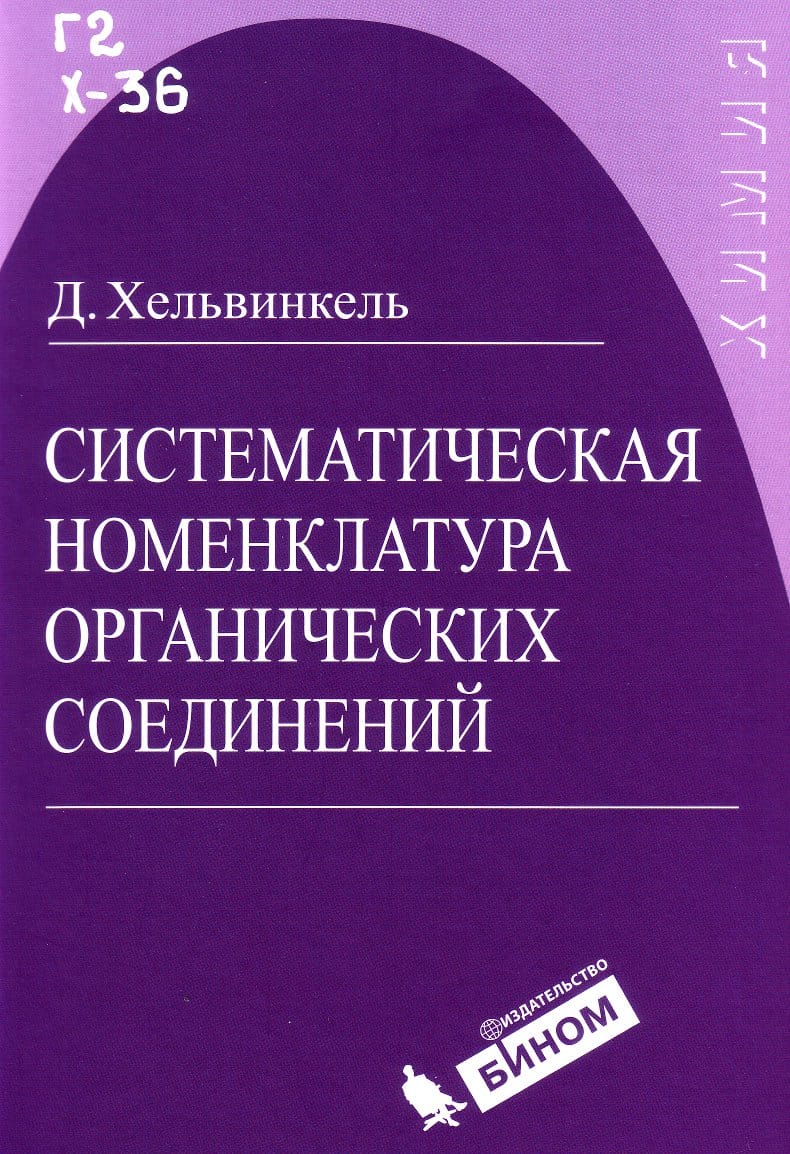 Г2
Х-36
ХИМИЯ
Д. Хельвинкель
СИСТЕМАТИЧЕСКАЯ
НОМЕНКЛАТУРА
ОРГАНИЧЕСКИХ
СОЕДИНЕНИЙ
ИЗДАТЕЛЬСТВО
БИНОМ